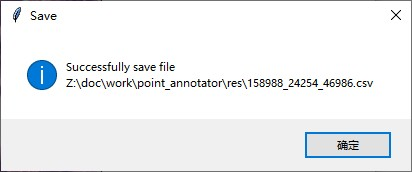 Save
Successfully save file
Z:\doc\work\point_annotator\res\158988_24254_46986.csv
确定